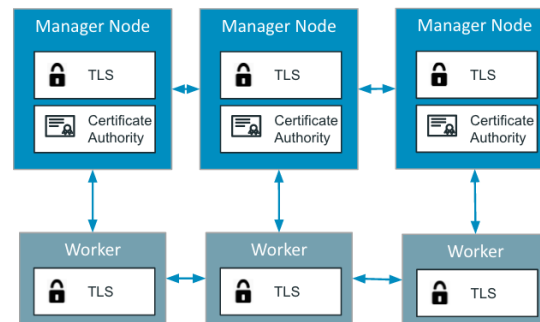 Manager Node
Manager Node
Manager Node
TLS
TLS
TLS
Certificate
Authority
Certificate
Authority
Certificate
Authority
Worker
Worker
Worker
TLS
TLS
TLS